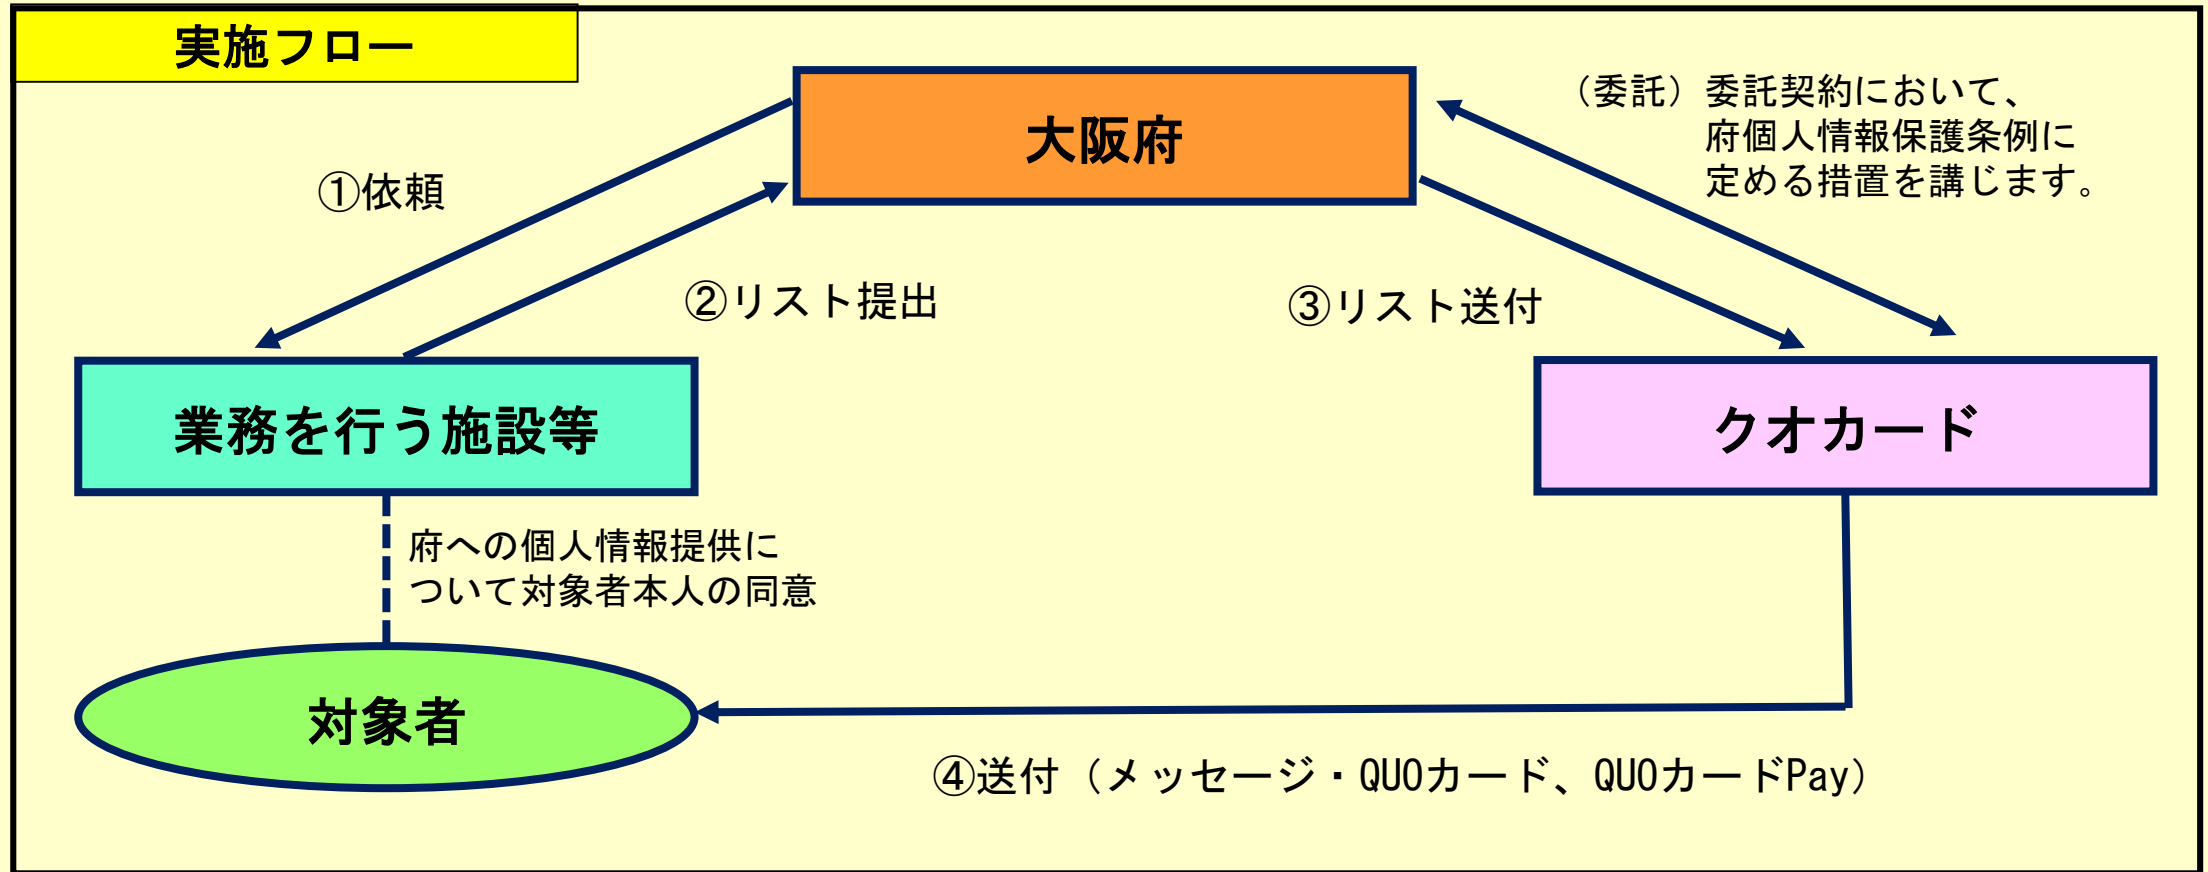 実施フロー
大阪府
（委託）委託契約において、
府個人情報保護条例に
定める措置を講じます。
①依頼
②リスト提出
③リスト送付
業務を行う施設等
クオカード
府への個人情報提供に
ついて対象者本人の同意
対象者
④送付（メッセージ・QUOカード、QUOカードPay）